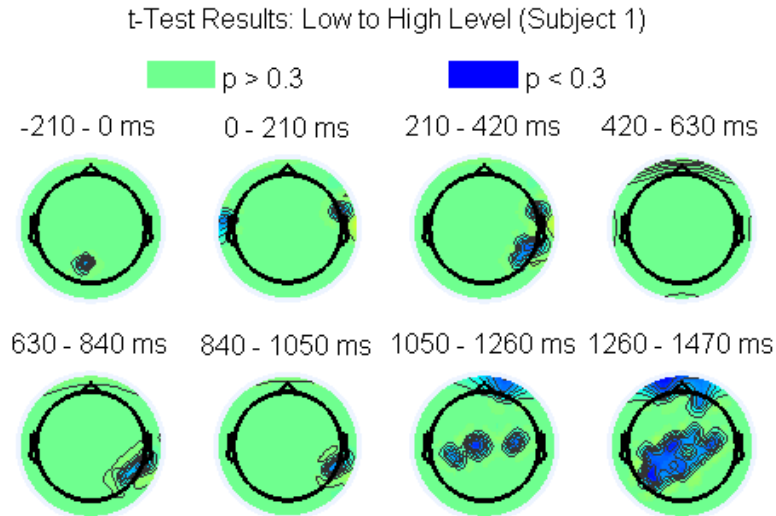 t-Test Results: Low to High Level (Subject 1)
p > 0.3 p < 0.3
-210 - 0 ms 0 - 210 ms 210 - 420 ms 420 - 630 ms
630 - 840 ms 840 - 1050 ms 1050 - 1260 ms 1260 - 1470 ms